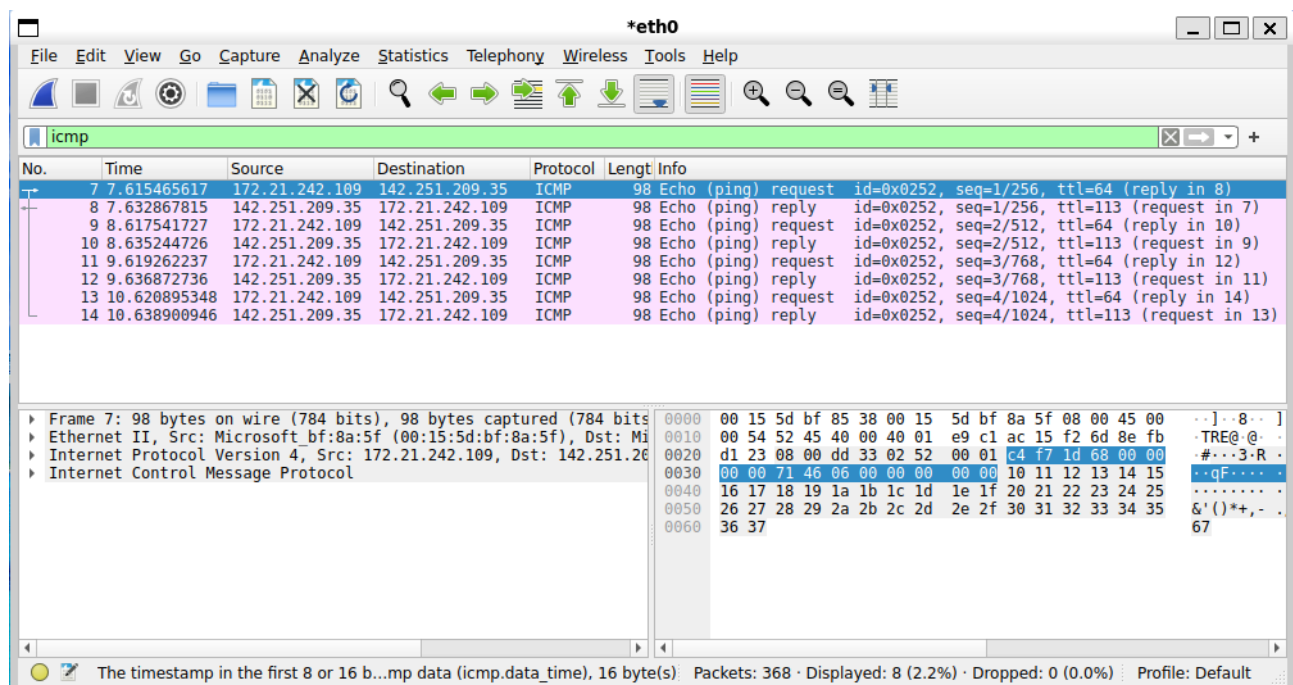 *eth0
File Edit View Go Capture Analyze Statistics Telephony Wireless Tools Help
icmp
No. Time Source Destination Protocol Lengt Info
7 7.615465617 172.21.242.109 142.251.209.35 ICMP 98 Echo (ping) request id=0x0252, seq=1/256, ttl=64 (reply in 8)
8 7.632867815 142.251.209.35 172.21.242.109 ICMP 98 Echo (ping) reply id=0x0252, seq=1/256, ttl=113 (request in 7)
9 8.617541727 172.21.242.109 142.251.209.35 ICMP 98 Echo (ping) request id=0x0252, seq=2/512, ttl=64 (reply in 10)
10 8.635244726 142.251.209.35 172.21.242.109 ICMP 98 Echo (ping) reply id=0x0252, seq=2/512, ttl=113 (request in 9)
11 9.619262237 172.21.242.109 142.251.209.35 ICMP 98 Echo (ping) request id=0x0252, seq=3/768, ttl=64 (reply in 12)
12 9.636872736 142.251.209.35 172.21.242.109 ICMP 98 Echo (ping) reply id=0x0252, seq=3/768, ttl=113 (request in 11)
13 10.620895348 172.21.242.109 142.251.209.35 ICMP 98 Echo (ping) request id=0x0252, seq=4/1024, ttl=64 (reply in 14)
14 10.638900946 142.251.209.35 172.21.242.109 ICMP 98 Echo (ping) reply id=0x0252, seq=4/1024, ttl=113 (request in 13)
Frame 7: 98 bytes on wire (784 bits), 98 bytes captured (784 bits
Ethernet II, Src: Microsoft_bf:8a:5f (00:15:5d:bf:8a:5f), Dst: Mi
Internet Protocol Version 4, Src: 172.21.242.109, Dst: 142.251.20
Internet Control Message Protocol
0000 00 15 5d bf 85 38 00 15 5d bf 8a 5f 08 00 45 00 ··]··8·· ]
0010 00 54 52 45 40 00 40 01 e9 c1 ac 15 f2 6d 8e fb ·TRE@·@· ·
0020 d1 23 08 00 dd 33 02 52 00 01 c4 f7 1d 68 00 00 ·#···3·R ·
0030 00 00 71 46 06 00 00 00 00 00 10 11 12 13 14 15 ··qF···· ·
0040 16 17 18 19 1a 1b 1c 1d 1e 1f 20 21 22 23 24 25 ········ ·
0050 26 27 28 29 2a 2b 2c 2d 2e 2f 30 31 32 33 34 35 &'()*+,- .
0060 36 37 67
The timestamp in the first 8 or 16 b...mp data (icmp.data_time), 16 byte(s) Packets: 368 · Displayed: 8 (2.2%) · Dropped: 0 (0.0%) Profile: Default